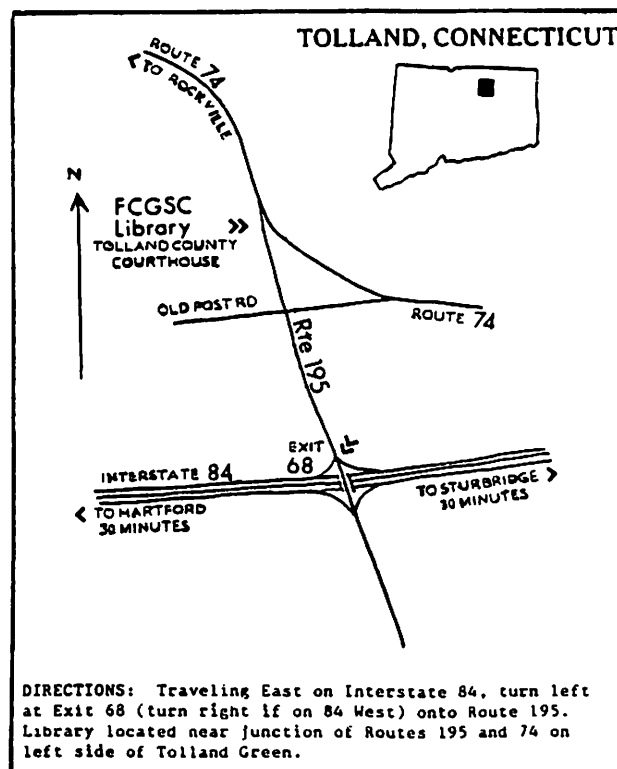 TOLLAND, CONNECTICUT
ROUTE 74
< TO ROCKVILLE
N
FCGSC
Library »
TOLLAND COUNTY
COURTHOUSE
OLD POST RD
ROUTE 74
Rte 195
EXIT
68
INTERSTATE 84
< TO HARTFORD
30 MINUTES
TO STURBRIDGE >
30 MINUTES
DIRECTIONS: Traveling East on Interstate 84, turn left
at Exit 68 (turn right if on 84 West) onto Route 195.
Library located near junction of Routes 195 and 74 on
left side of Tolland Green.